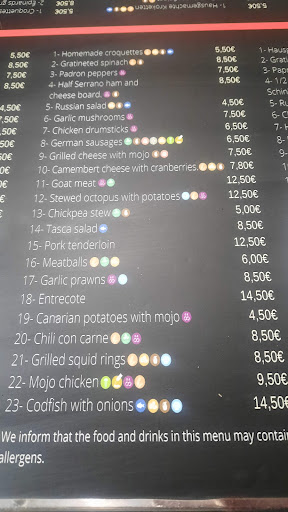 5,50€ 1- Homemade croquettes 5,50€
2- Gratineted spinach 8,50€
3- Padron peppers 7,50€
4- Half Serrano ham and
cheese board. 8,50€
5- Russian salad 4,50€
6- Garlic mushrooms 7,50€
7- Chicken drumsticks 6,50€
8- German sausages 6,50€
9- Grilled cheese with mojo 7,50€
10- Camembert cheese with cranberries. 7,80€
11- Goat meat 12,50€
12- Stewed octopus with potatoes 12,50€
13- Chickpea stew 5,00€
14- Tasca salad 8,50€
15- Pork tenderloin 12,50€
16- Meatballs 6,00€
17- Garlic prawns 8,50€
18- Entrecote 14,50€
19- Canarian potatoes with mojo 4,50€
20- Chili con carne 8,50€
21- Grilled squid rings 8,50€
22- Mojo chicken 9,50€
23- Codfish with onions 14,50€
We inform that the food and drinks in this menu may contain
allergens.